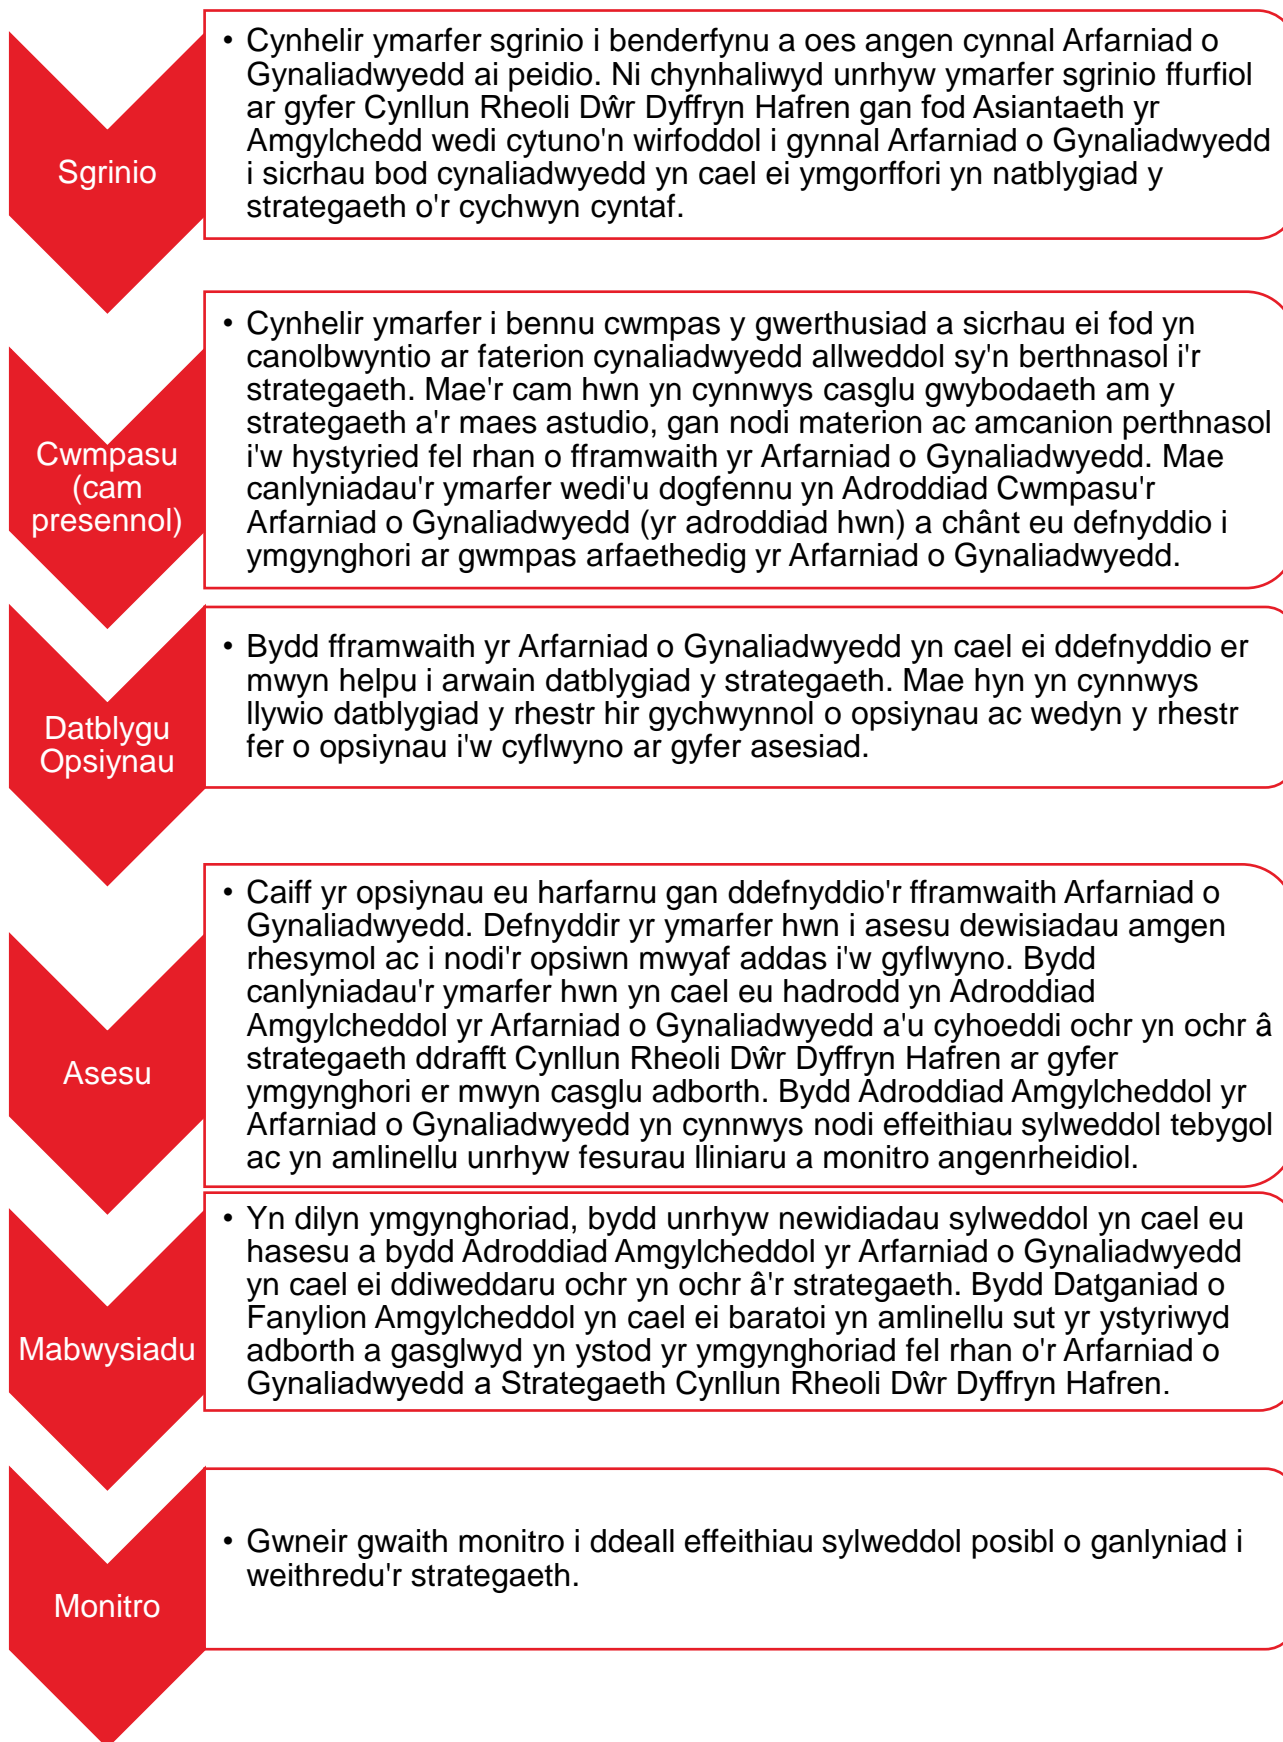 Sgrinio
• Cynhelir ymarfer sgrinio i benderfynu a oes angen cynnal Arfarniad o
Gynaliadwyedd ai peidio. Ni chynhaliwyd unrhyw ymarfer sgrinio ffurfiol
ar gyfer Cynllun Rheoli Dŵr Dyffryn Hafren gan fod Asiantaeth yr
Amgylchedd wedi cytuno'n wirfoddol i gynnal Arfarniad o Gynaliadwyedd
i sicrhau bod cynaliadwyedd yn cael ei ymgorffori yn natblygiad y
strategaeth o'r cychwyn cyntaf.
Cwmpasu
(cam
presennol)
• Cynhelir ymarfer i bennu cwmpas y gwerthusiad a sicrhau ei fod yn
canolbwyntio ar faterion cynaliadwyedd allweddol sy'n berthnasol i'r
strategaeth. Mae'r cam hwn yn cynnwys casglu gwybodaeth am y
strategaeth a'r maes astudio, gan nodi materion ac amcanion perthnasol
i'w hystyried fel rhan o fframwaith yr Arfarniad o Gynaliadwyedd. Mae
canlyniadau'r ymarfer wedi'u dogfennu yn Adroddiad Cwmpasu'r
Arfarniad o Gynaliadwyedd (yr adroddiad hwn) a chânt eu defnyddio i
ymgynghori ar gwmpas arfaethedig yr Arfarniad o Gynaliadwyedd.
Datblygu
Opsiynau
• Bydd fframwaith yr Arfarniad o Gynaliadwyedd yn cael ei ddefnyddio er
mwyn helpu i arwain datblygiad y strategaeth. Mae hyn yn cynnwys
llywio datblygiad y rhestr hir gychwynnol o opsiynau ac wedyn y rhestr
fer o opsiynau i'w cyflwyno ar gyfer asesiad.
Asesu
• Caiff yr opsiynau eu harfarnu gan ddefnyddio'r fframwaith Arfarniad o
Gynaliadwyedd. Defnyddir yr ymarfer hwn i asesu dewisiadau amgen
rhesymol ac i nodi'r opsiwn mwyaf addas i'w gyflwyno. Bydd
canlyniadau'r ymarfer hwn yn cael eu hadrodd yn Adroddiad
Amgylcheddol yr Arfarniad o Gynaliadwyedd a'u cyhoeddi ochr yn ochr â
strategaeth ddrafft Cynllun Rheoli Dŵr Dyffryn Hafren ar gyfer
ymgynghori er mwyn casglu adborth. Bydd Adroddiad Amgylcheddol yr
Arfarniad o Gynaliadwyedd yn cynnwys nodi effeithiau sylweddol tebygol
ac yn amlinellu unrhyw fesurau lliniaru a monitro angenrheidiol.
Mabwysiadu
• Yn dilyn ymgynghoriad, bydd unrhyw newidiadau sylweddol yn cael eu
hasesu a bydd Adroddiad Amgylcheddol yr Arfarniad o Gynaliadwyedd
yn cael ei ddiweddaru ochr yn ochr â'r strategaeth. Bydd Datganiad o
Fanylion Amgylcheddol yn cael ei baratoi yn amlinellu sut yr ystyriwyd
adborth a gasglwyd yn ystod yr ymgynghoriad fel rhan o'r Arfarniad o
Gynaliadwyedd a Strategaeth Cynllun Rheoli Dŵr Dyffryn Hafren.
Monitro
• Gwneir gwaith monitro i ddeall effeithiau sylweddol posibl o ganlyniad i
weithredu'r strategaeth.